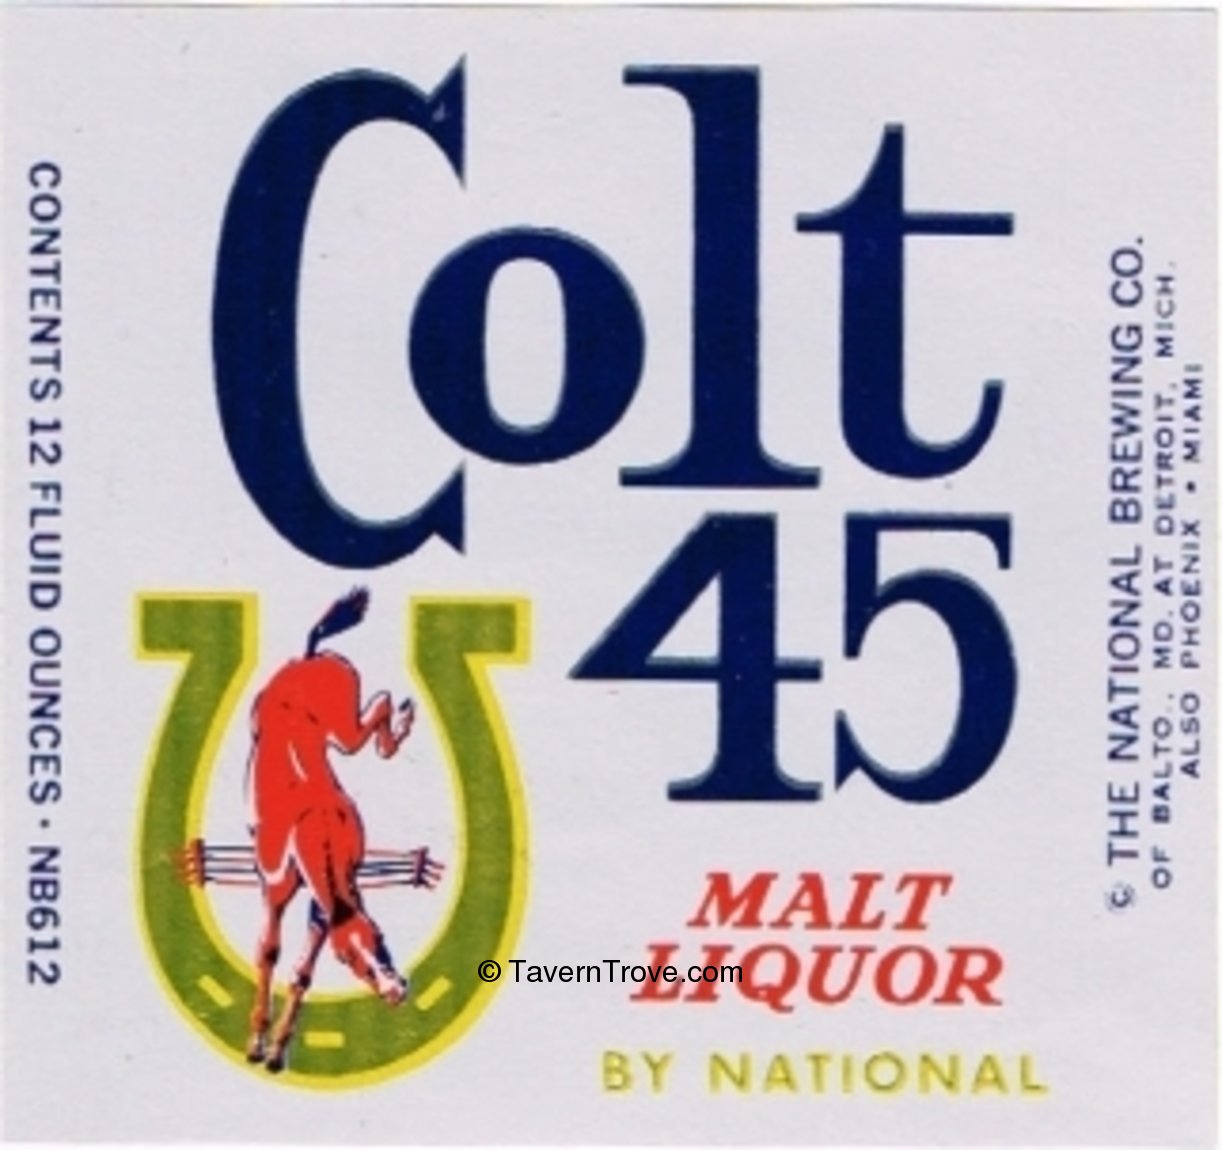 Colt
45
MALT
LIQUOR
BY NATIONAL
CONTENTS 12 FLUID OUNCES · NB612
© THE NATIONAL BREWING CO.
OF BALTO., MD. AT DETROIT, MICH.
ALSO PHOENIX • MIAMI
© TavernTrove.com